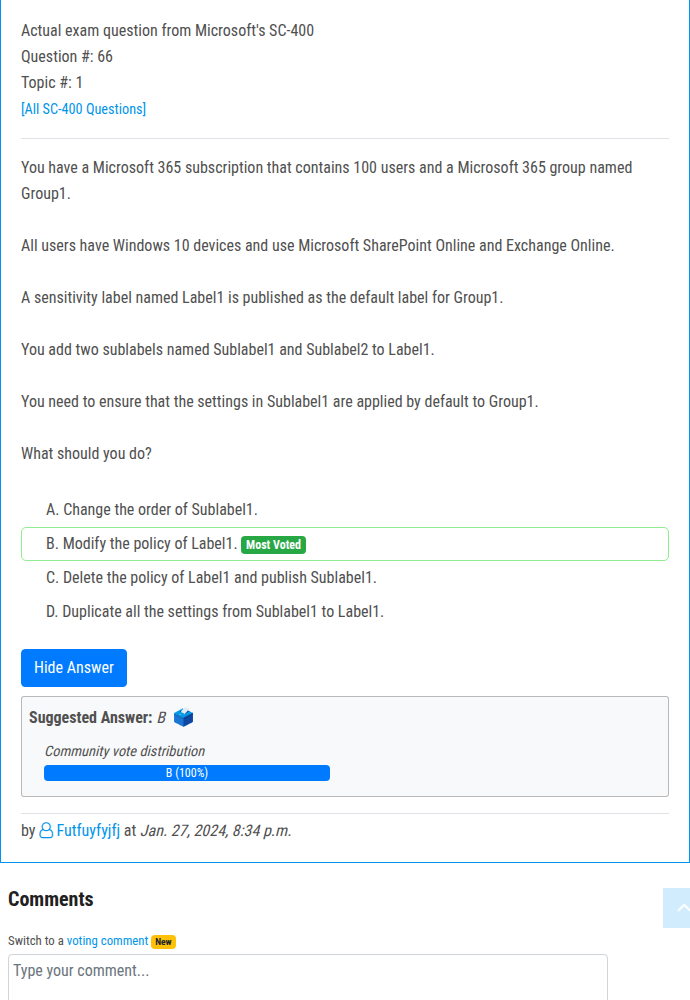 Actual exam question from Microsoft's SC-400
Question #: 66
Topic #: 1
[All SC-400 Questions]
You have a Microsoft 365 subscription that contains 100 users and a Microsoft 365 group named
Group1.
All users have Windows 10 devices and use Microsoft SharePoint Online and Exchange Online.
A sensitivity label named Label1 is published as the default label for Group1.
You add two sublabels named Sublabel1 and Sublabel2 to Label1.
You need to ensure that the settings in Sublabel1 are applied by default to Group1.
What should you do?
A. Change the order of Sublabel1.
B. Modify the policy of Label1. Most Voted
C. Delete the policy of Label1 and publish Sublabel1.
D. Duplicate all the settings from Sublabel1 to Label1.
Hide Answer
Suggested Answer: B
Community vote distribution
B (100%)
by Futfuyfyjfj at Jan. 27, 2024, 8:34 p.m.
Comments
Switch to a voting comment New
Type your comment...